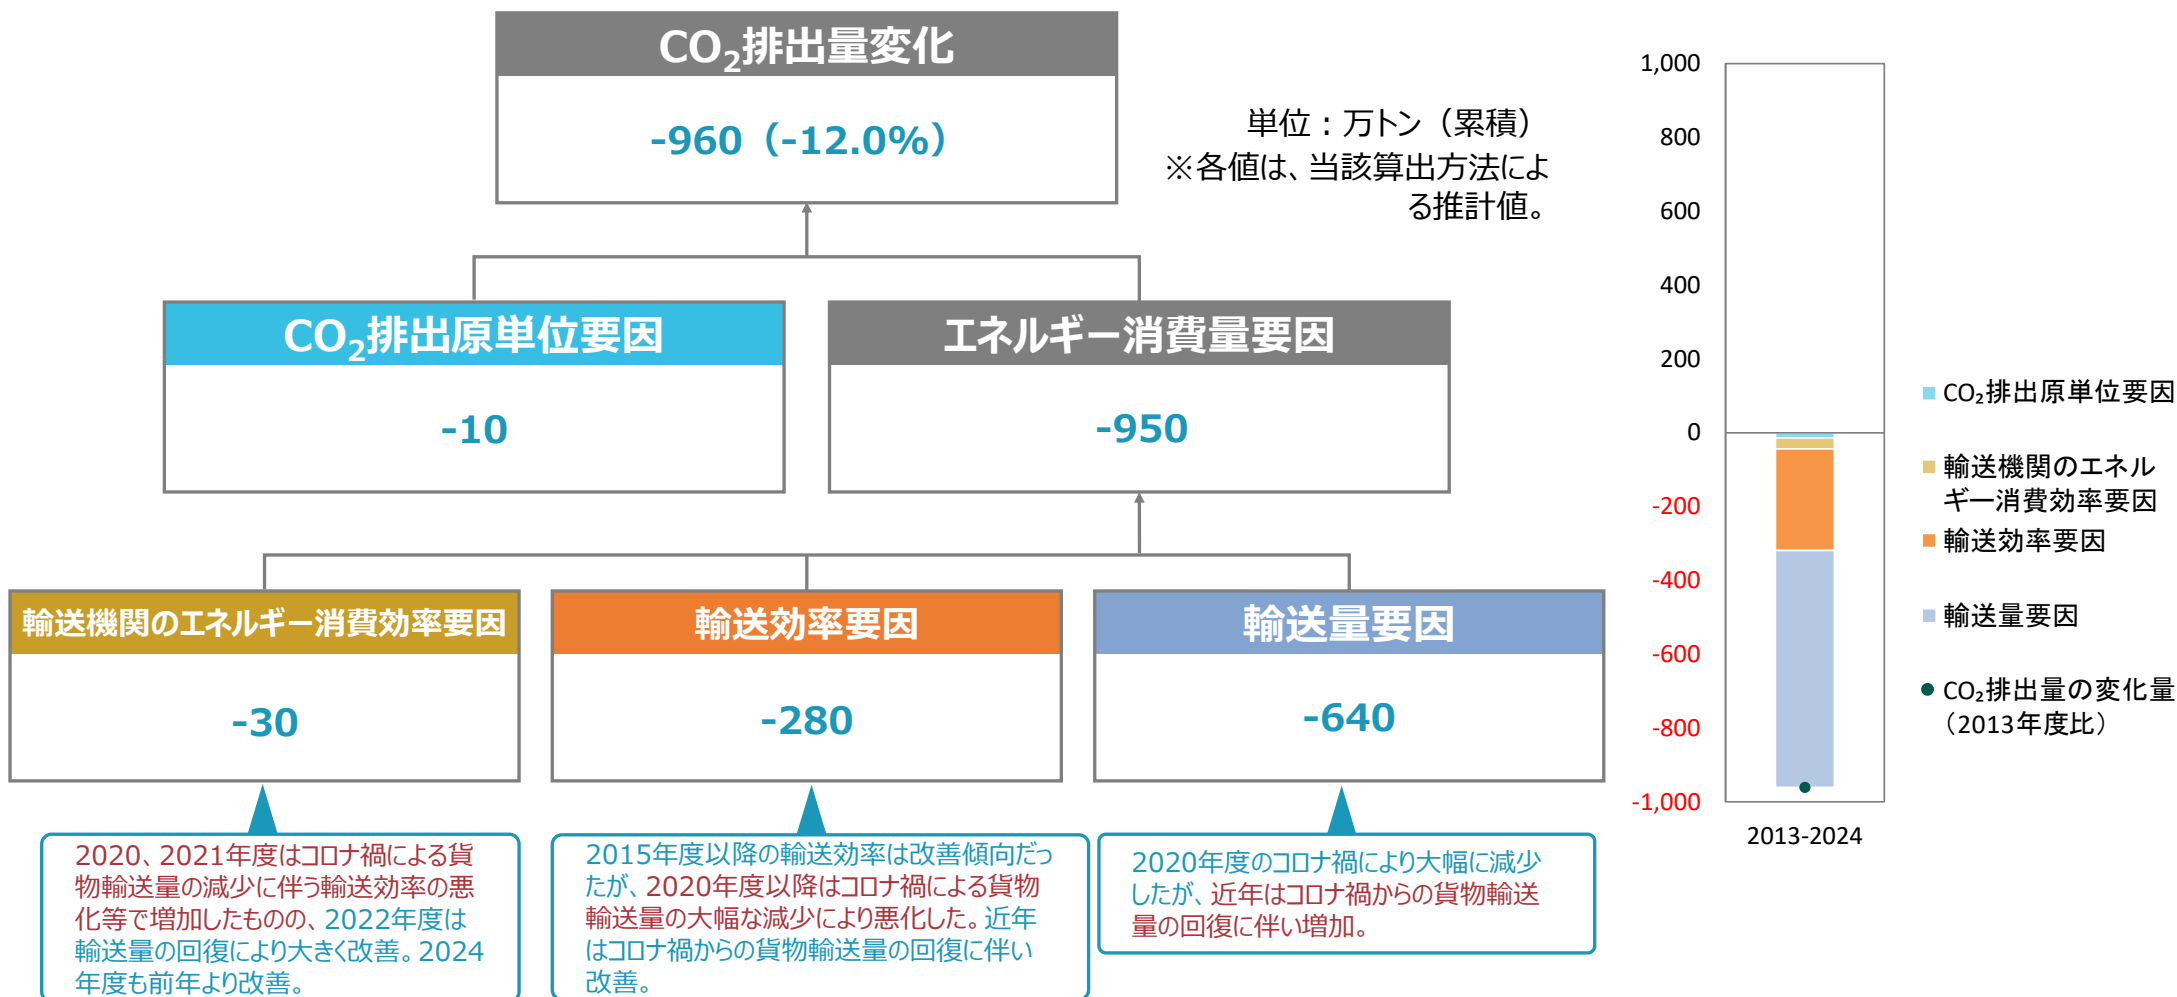 CO₂排出量変化
-960（-12.0%）
単位：万トン（累積）
※各値は、当該算出方法によ
る推計値。
CO₂排出原単位要因
-10
エネルギー消費量要因
-950
輸送機関のエネルギー消費効率要因
-30
輸送効率要因
-280
輸送量要因
-640
2020、2021年度はコロナ禍による貨
物輸送量の減少に伴う輸送効率の悪
化等で増加したものの、2022年度は
輸送量の回復により大きく改善。2024
年度も前年より改善。
2015年度以降の輸送効率は改善傾向だっ
たが、2020年度以降はコロナ禍による貨物
輸送量の大幅な減少により悪化した。近年
はコロナ禍からの貨物輸送量の回復に伴い
改善。
2020年度のコロナ禍により大幅に減少
したが、近年はコロナ禍からの貨物輸送
量の回復に伴い増加。
1,000
800
600
400
200
0
-200
-400
-600
-800
-1,000
2013-2024
CO₂排出原単位要因
輸送機関のエネル
ギー消費効率要因
輸送効率要因
輸送量要因
CO₂排出量の変化量
（2013年度比）